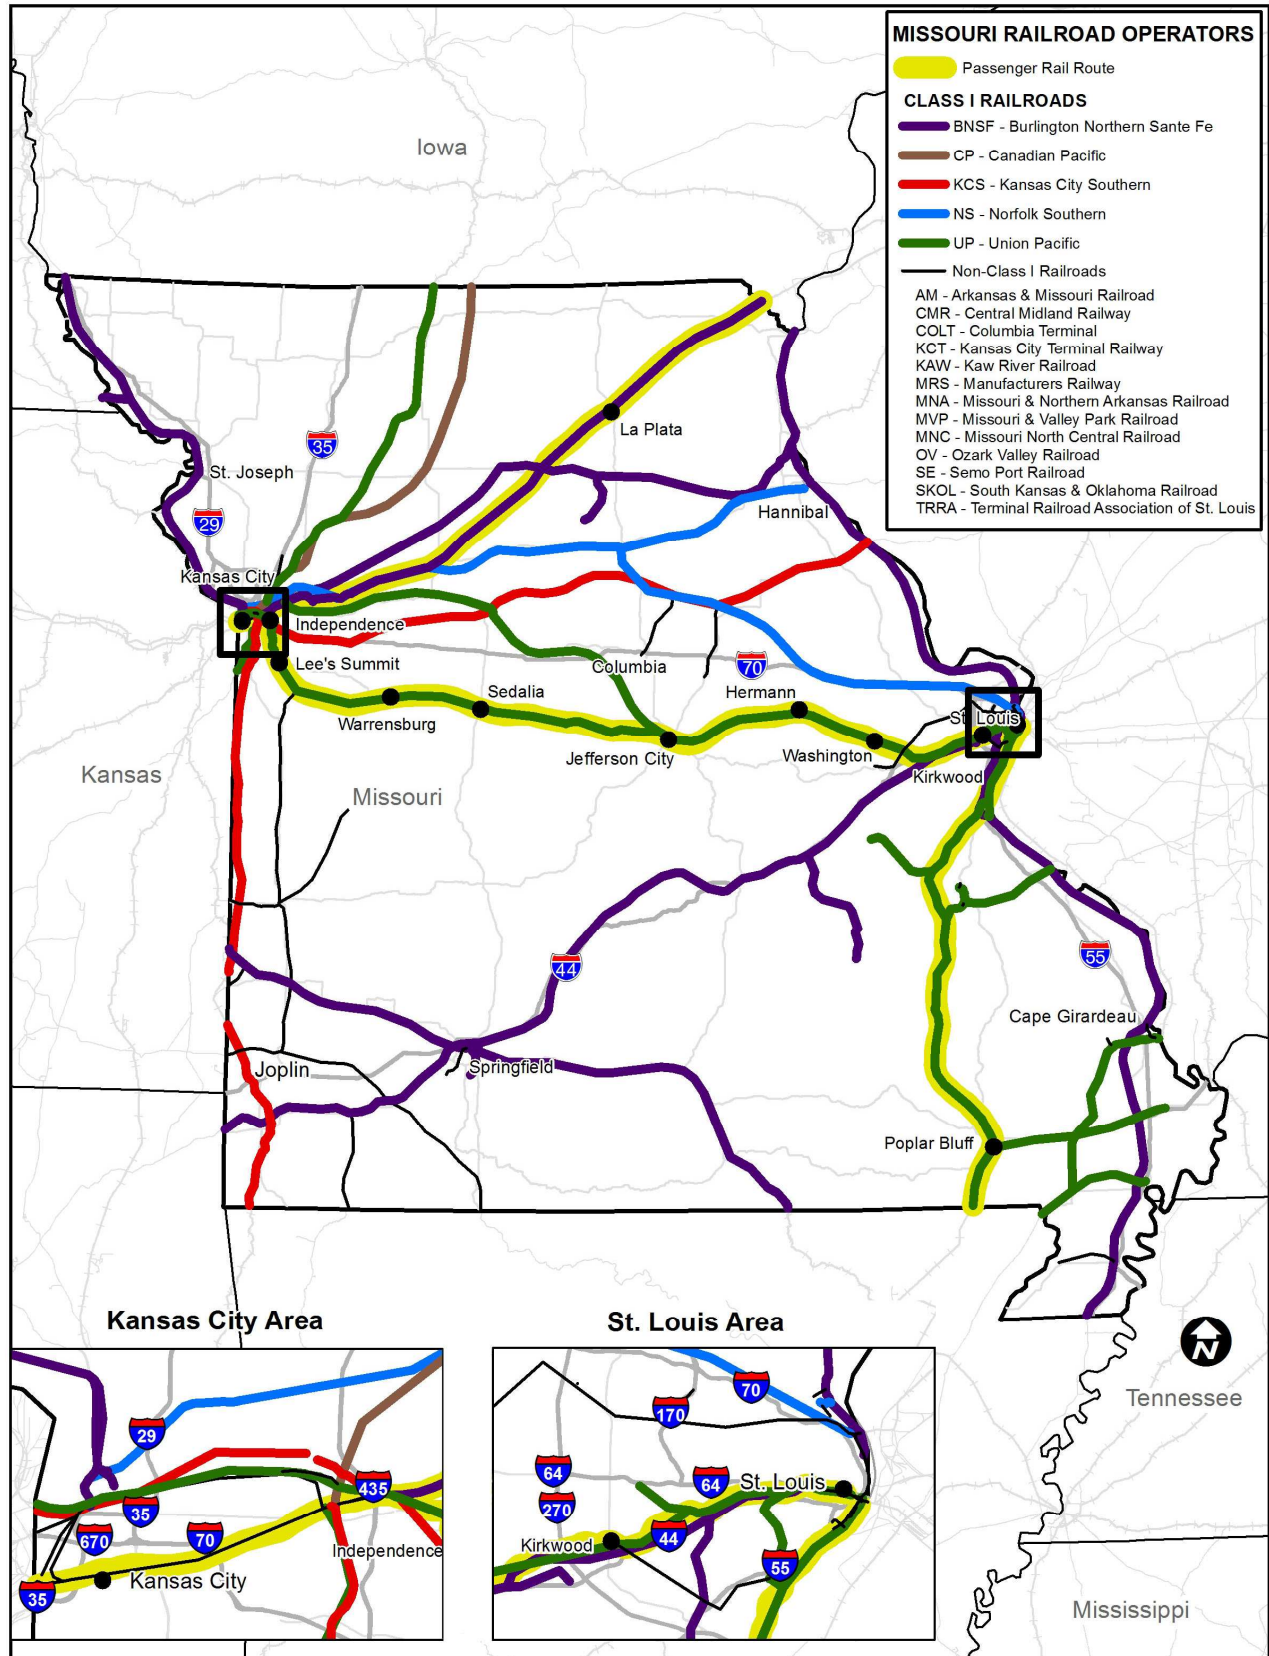 MISSOURI RAILROAD OPERATORS
Passenger Rail Route
CLASS I RAILROADS
BNSF - Burlington Northern Sante Fe
CP - Canadian Pacific
KCS - Kansas City Southern
NS - Norfolk Southern
UP - Union Pacific
Non-Class I Railroads
AM - Arkansas & Missouri Railroad
CMR - Central Midland Railway
COLT - Columbia Terminal
KCT - Kansas City Terminal Railway
KAW - Kaw River Railroad
MRS - Manufacturers Railway
MNA - Missouri & Northern Arkansas Railroad
MVP - Missouri & Valley Park Railroad
MNC - Missouri North Central Railroad
OV - Ozark Valley Railroad
SE - Semo Port Railroad
SKOL - South Kansas & Oklahoma Railroad
TRRA - Terminal Railroad Association of St. Louis
Iowa
La Plata
35
St. Joseph
29
Hannibal
Kansas City
Independence
Lee's Summit
Columbia
70
Hermann
Sedalia
Warrensburg
St. Louis
Jefferson City
Washington
Kirkwood
Kansas
Missouri
44
55
Cape Girardeau
Joplin
Springfield
Poplar Bluff
Kansas City Area
29
435
35
670
70
Independence
Kansas City
35
St. Louis Area
70
170
64
64
St. Louis
270
44
Kirkwood
55
N
Tennessee
Mississippi